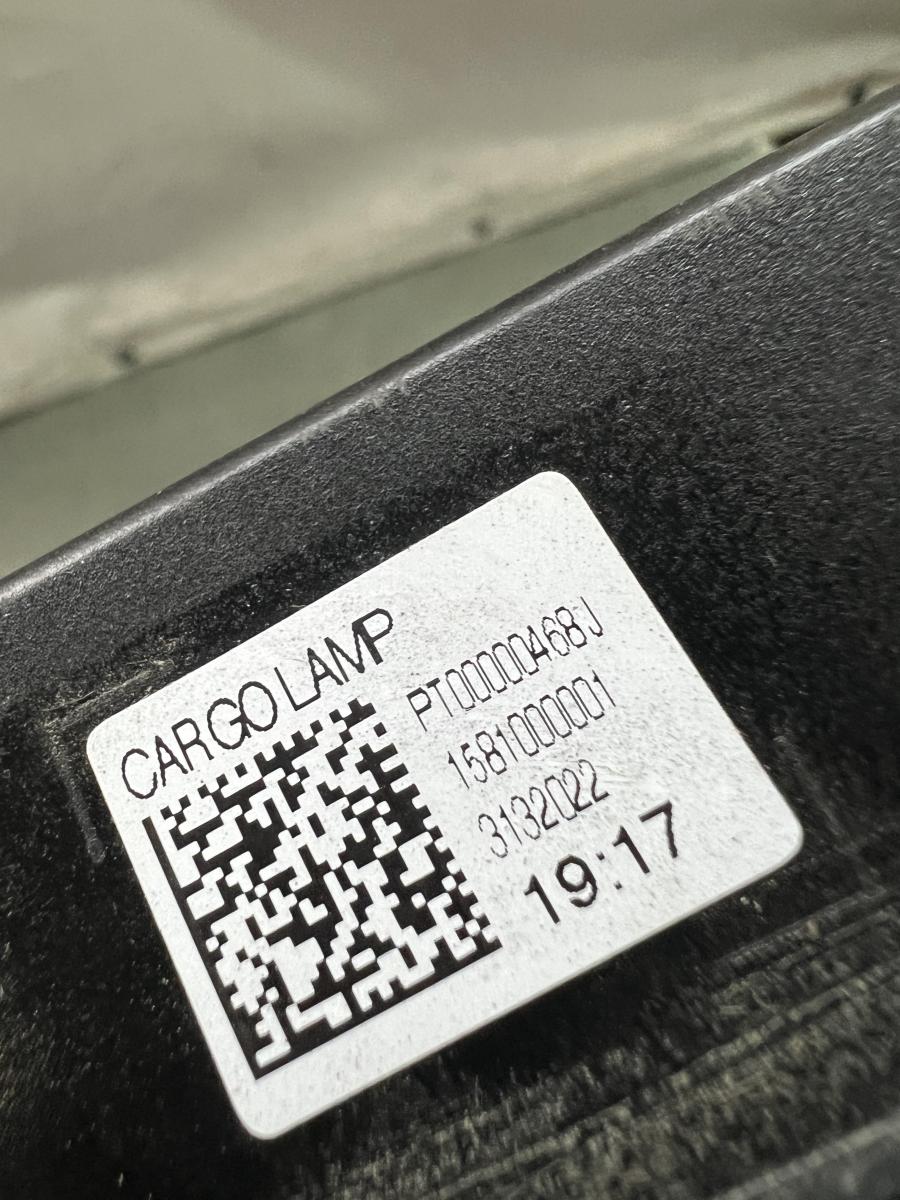 CARGO LAMP
PT00000468J
1581000001
3132022
19:17